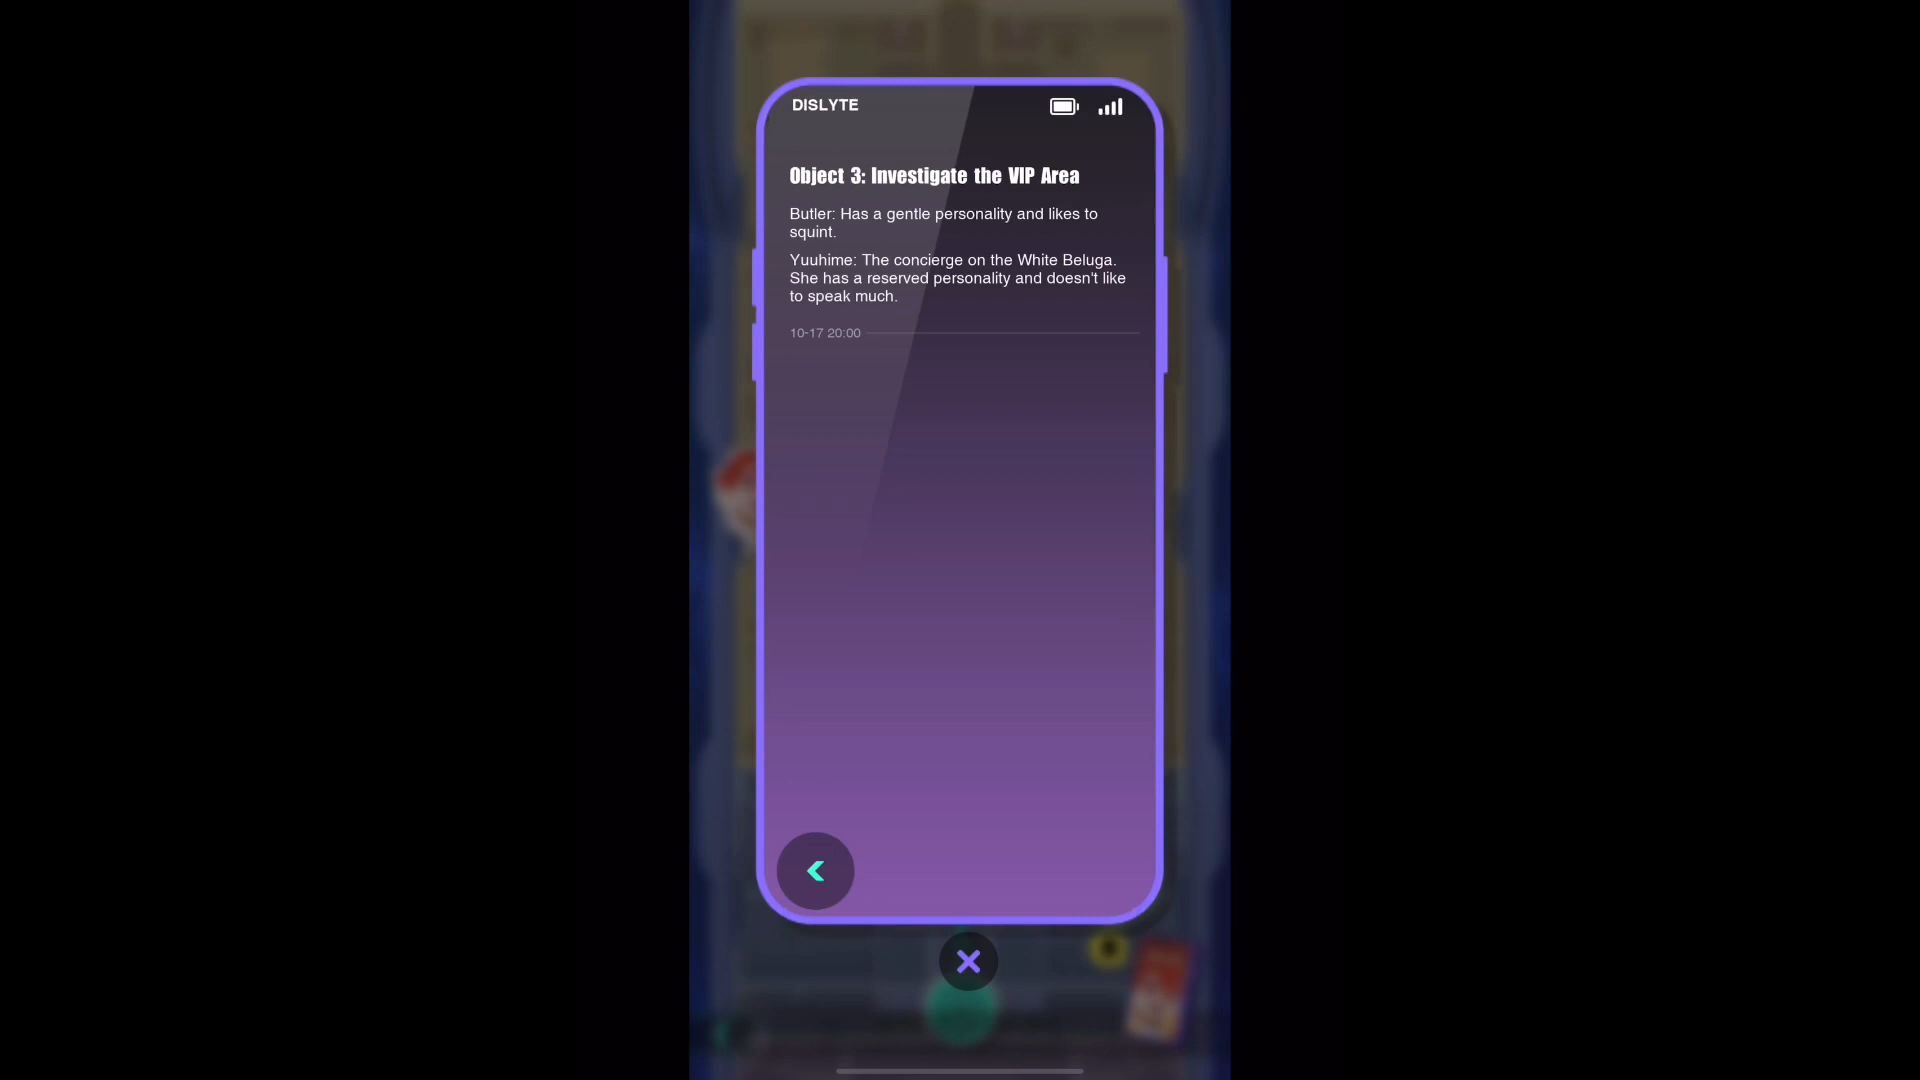 DISLYTE
Object 3: Investigate the VIP Area
Butler: Has a gentle personality and likes to
squint.
Yuuhime: The concierge on the White Beluga.
She has a reserved personality and doesn't like
to speak much.
10-17 20:00